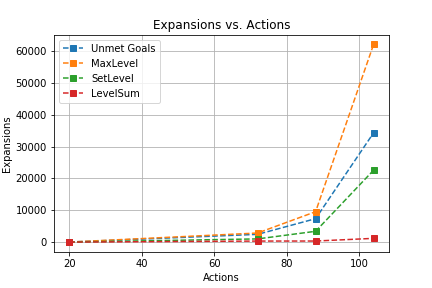 Expansions vs. Actions
Unmet Goals
MaxLevel
SetLevel
LevelSum
60000
50000
40000
30000
20000
10000
0
Expansions
20
40
60
80
100
Actions